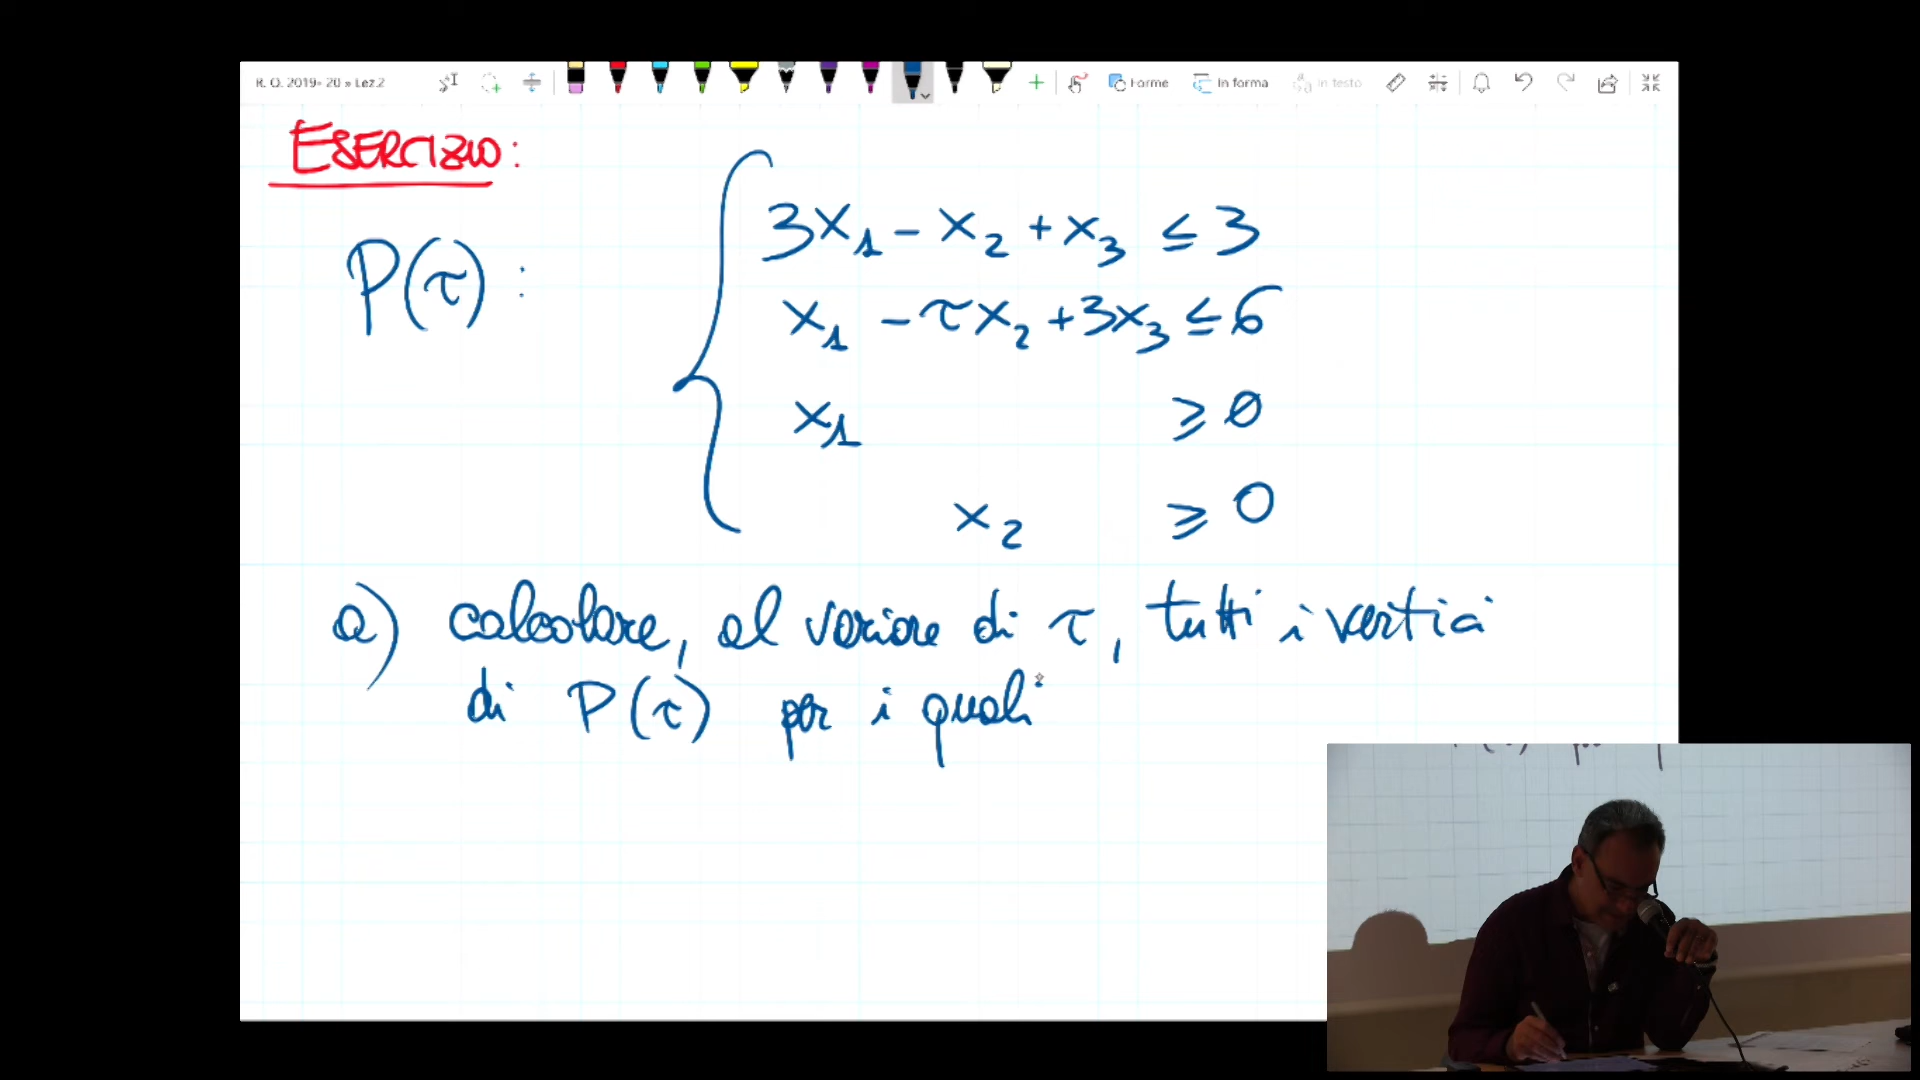 R. O. 2019-20 » Lez.2
Forme
In forma
In testo
ESERCIZIO:
P(τ):
3x₁ - x₂ + x₃ ≤ 3
x₁ - τx₂ + 3x₃ ≤ 6
x₁ ≥ 0
x₂ ≥ 0
a) calcolare, al variare di τ, tutti i vertici
di P(τ) per i quali